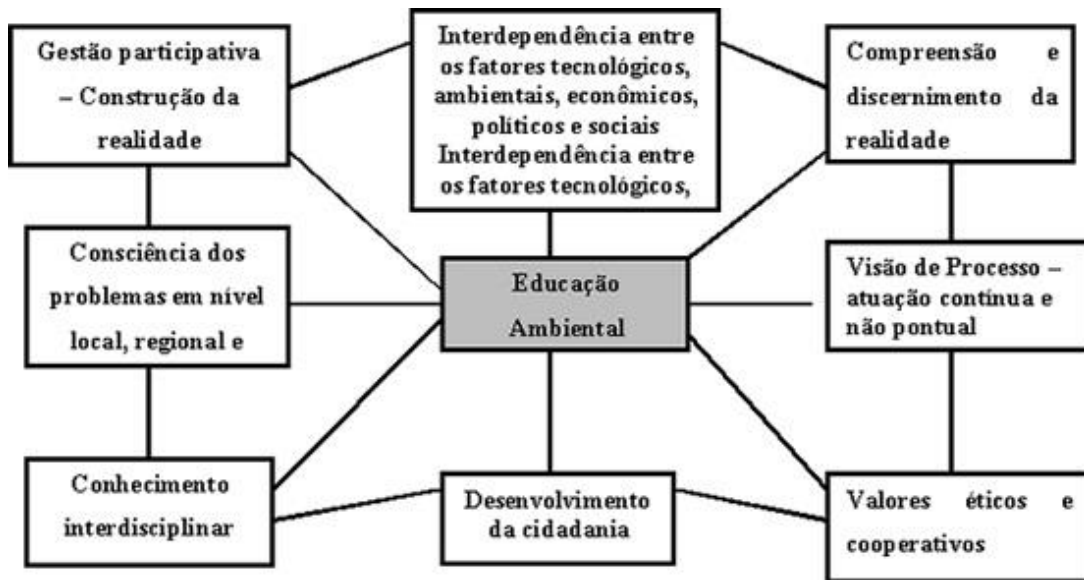 Gestão participativa
– Construção da
realidade
Interdependência entre
os fatores tecnológicos,
ambientais, econômicos,
políticos e sociais
Interdependência entre
os fatores tecnológicos,
Compreensão e
discernimento da
realidade
Consciência dos
problemas em nível
local, regional e
Educação
Ambiental
Visão de Processo –
atuação contínua e
não pontual
Conhecimento
interdisciplinar
Desenvolvimento
da cidadania
Valores éticos e
cooperativos